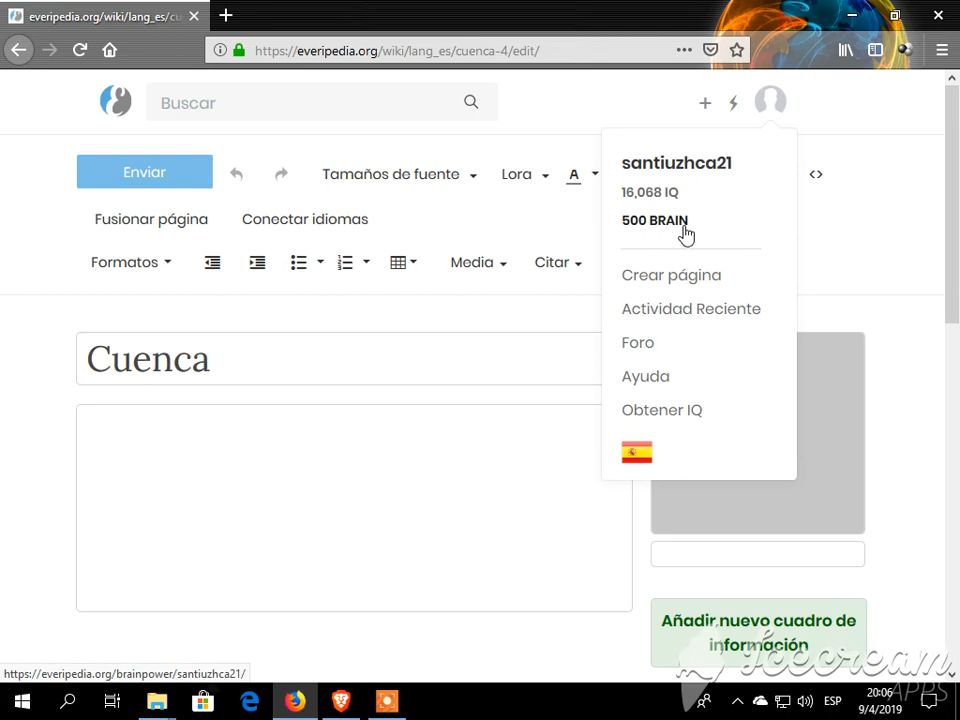 everipedia.org/wiki/lang_es/cu
https://everipedia.org/wiki/lang_es/cuenca-4/edit/
Buscar
santiuzhca21
16,068 IQ
500 BRAIN
Crear página
Actividad Reciente
Foro
Ayuda
Obtener IQ
Enviar
Tamaños de fuente
Lora
A
<>
Fusionar página
Conectar idiomas
Formatos
Media
Citar
Cuenca
Añadir nuevo cuadro de
información
Icecream
APPS
https://everipedia.org/brainpower/santiuzhca21/
ESP
20:06
9/4/2019